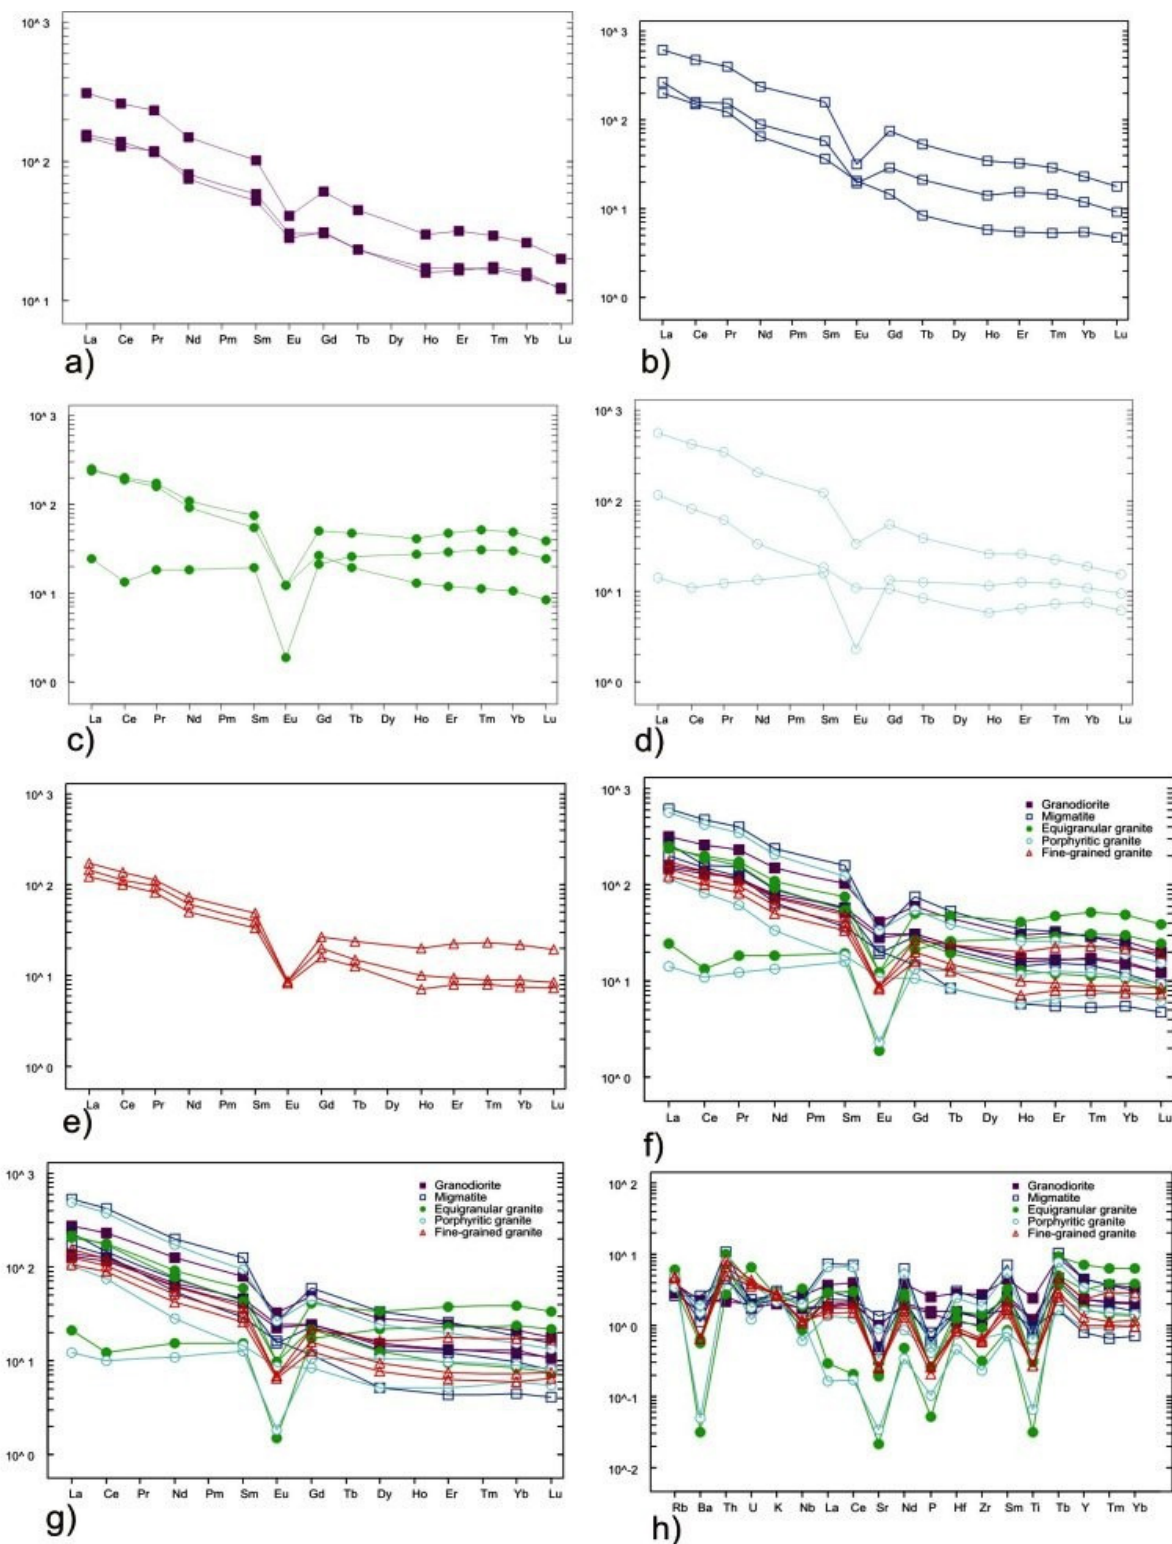 10^ 3
10^ 2
10^ 1
La Ce Pr Nd Pm Sm Eu Gd Tb Dy Ho Er Tm Yb Lu
a)
10^ 3
10^ 2
10^ 1
10^ 0
La Ce Pr Nd Pm Sm Eu Gd Tb Dy Ho Er Tm Yb Lu
b)
10^ 3
10^ 2
10^ 1
10^ 0
La Ce Pr Nd Pm Sm Eu Gd Tb Dy Ho Er Tm Yb Lu
c)
10^ 3
10^ 2
10^ 1
10^ 0
La Ce Pr Nd Pm Sm Eu Gd Tb Dy Ho Er Tm Yb Lu
d)
10^ 3
10^ 2
10^ 1
10^ 0
La Ce Pr Nd Pm Sm Eu Gd Tb Dy Ho Er Tm Yb Lu
e)
10^ 3
10^ 2
10^ 1
10^ 0
Granodiorite
Migmatite
Equigranular granite
Porphyritic granite
Fine-grained granite
La Ce Pr Nd Pm Sm Eu Gd Tb Dy Ho Er Tm Yb Lu
f)
10^ 3
10^ 2
10^ 1
10^ 0
Granodiorite
Migmatite
Equigranular granite
Porphyritic granite
Fine-grained granite
La Ce Pr Nd Pm Sm Eu Gd Tb Dy Ho Er Tm Yb Lu
g)
10^ 2
10^ 1
10^ 0
10^-1
10^-2
Granodiorite
Migmatite
Equigranular granite
Porphyritic granite
Fine-grained granite
Rb Ba Th U K Nb La Ce Sr Nd P Hf Zr Sm Ti Tb Y Tm Yb
h)